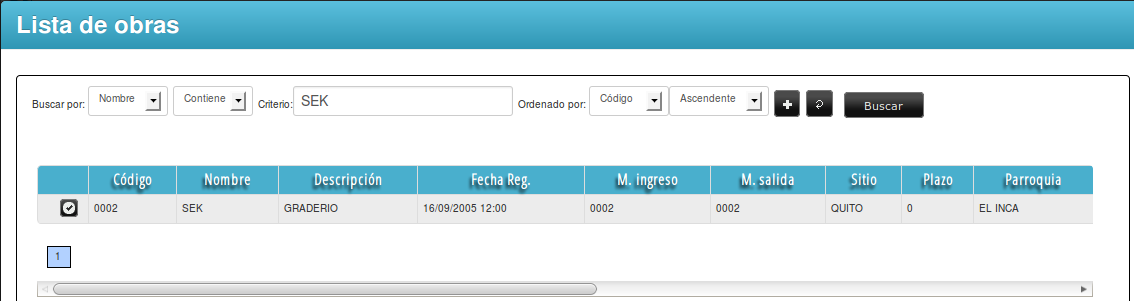 Lista de obras
Buscar por: Nombre Contiene Criterio: SEK Ordenado por: Código Ascendente Buscar
Código Nombre Descripción Fecha Reg. M. ingreso M. salida Sitio Plazo Parroquia
0002 SEK GRADERIO 16/09/2005 12:00 0002 0002 QUITO 0 EL INCA
1